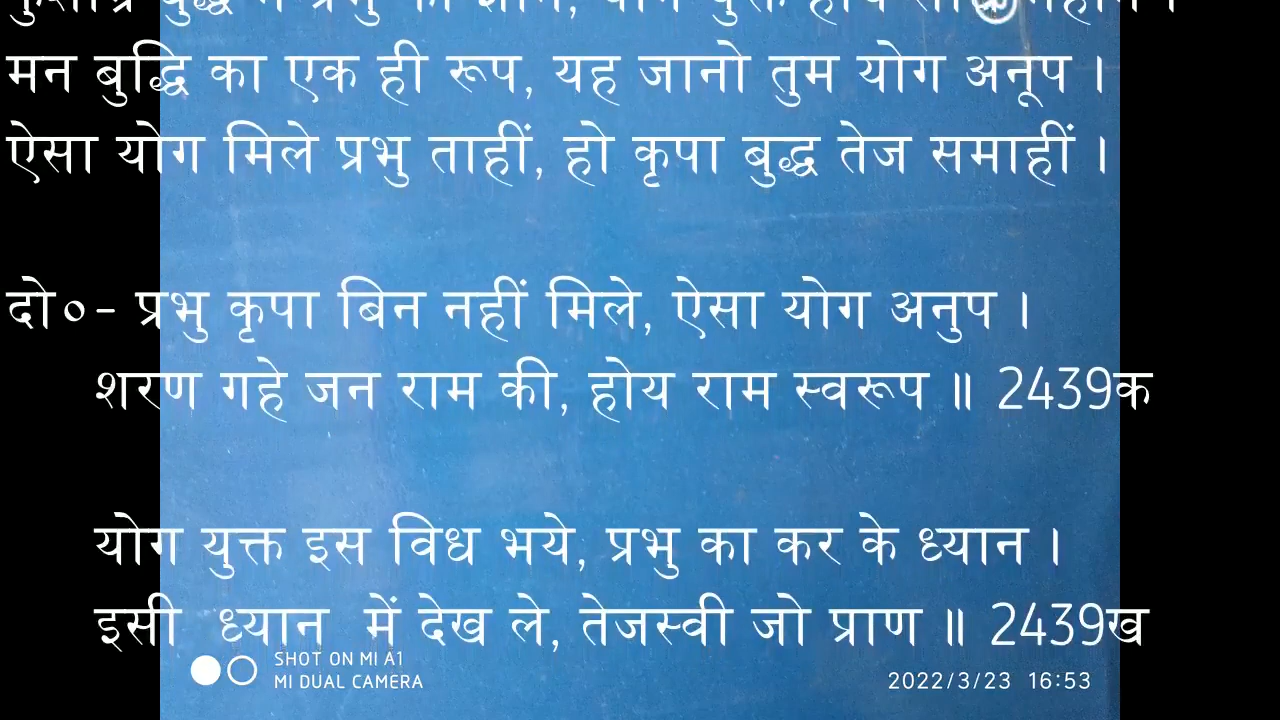 मन बुद्धि का एक ही रूप, यह जानो तुम योग अनूप ।
ऐसा योग मिले प्रभु ताहीं, हो कृपा बुद्ध तेज समाहीं ।
दो०- प्रभु कृपा बिन नहीं मिले, ऐसा योग अनुप ।
शरण गहे जन राम की, होय राम स्वरूप ॥ 2439क
योग युक्त इस विध भये, प्रभु का कर के ध्यान ।
इसी ध्यान में देख ले, तेजस्वी जो प्राण ॥ 2439ख
SHOT ON MI A1
MI DUAL CAMERA
2022/3/23 16:53